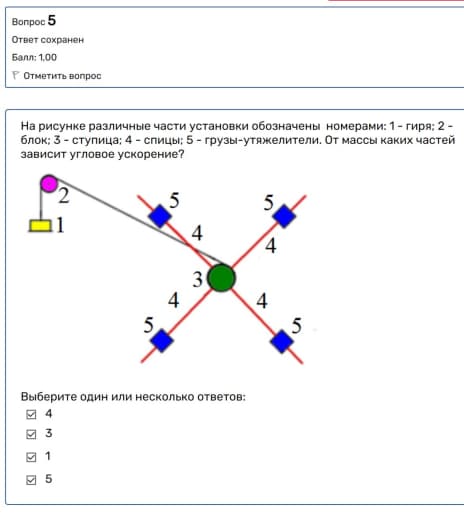 Вопрос 5
Ответ сохранен
Балл: 1,00
Отметить вопрос
На рисунке различные части установки обозначены номерами: 1 - гиря; 2 -
блок; 3 - ступица; 4 - спицы; 5 - грузы-утяжелители. От массы каких частей
зависит угловое ускорение?
5 5
2
1 4 4
3
4 4
5 5
Выберите один или несколько ответов:
4
3
1
5